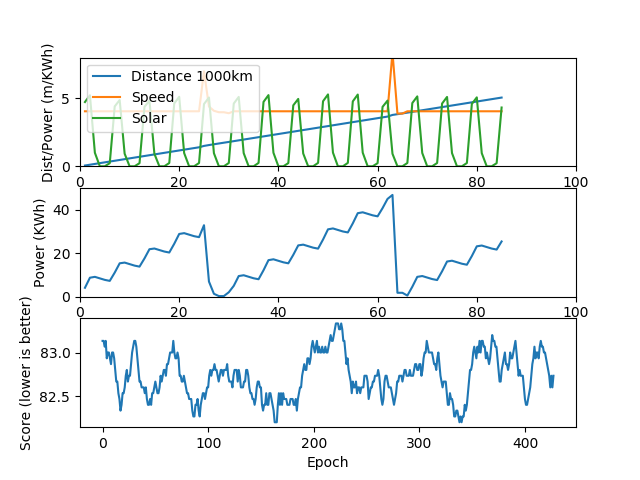 Dist/Power (m/KWh)
Distance 1000km
Speed
Solar
5
0
0 20 40 60 80 100
Power (KWh)
40
20
0
0 20 40 60 80 100
Score (lower is better)
83.0
82.5
0 100 200 300 400
Epoch